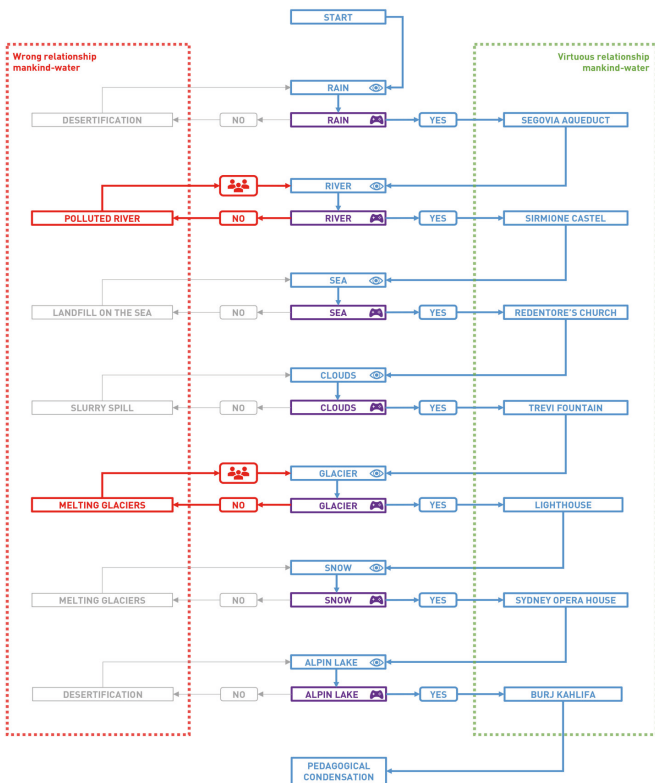 START
Wrong relationship
mankind-water
Virtuous relationship
mankind-water
RAIN
DESERTIFICATION
NO
RAIN
YES
SEGOVIA AQUEDUCT
RIVER
POLLUTED RIVER
NO
RIVER
YES
SIRMIONE CASTEL
SEA
LANDFILL ON THE SEA
NO
SEA
YES
REDENTORE'S CHURCH
CLOUDS
SLURRY SPILL
NO
CLOUDS
YES
TREVI FOUNTAIN
GLACIER
MELTING GLACIERS
NO
GLACIER
YES
LIGHTHOUSE
SNOW
MELTING GLACIERS
NO
SNOW
YES
SYDNEY OPERA HOUSE
ALPIN LAKE
DESERTIFICATION
NO
ALPIN LAKE
YES
BURJ KAHLIFA
PEDAGOGICAL
CONDENSATION